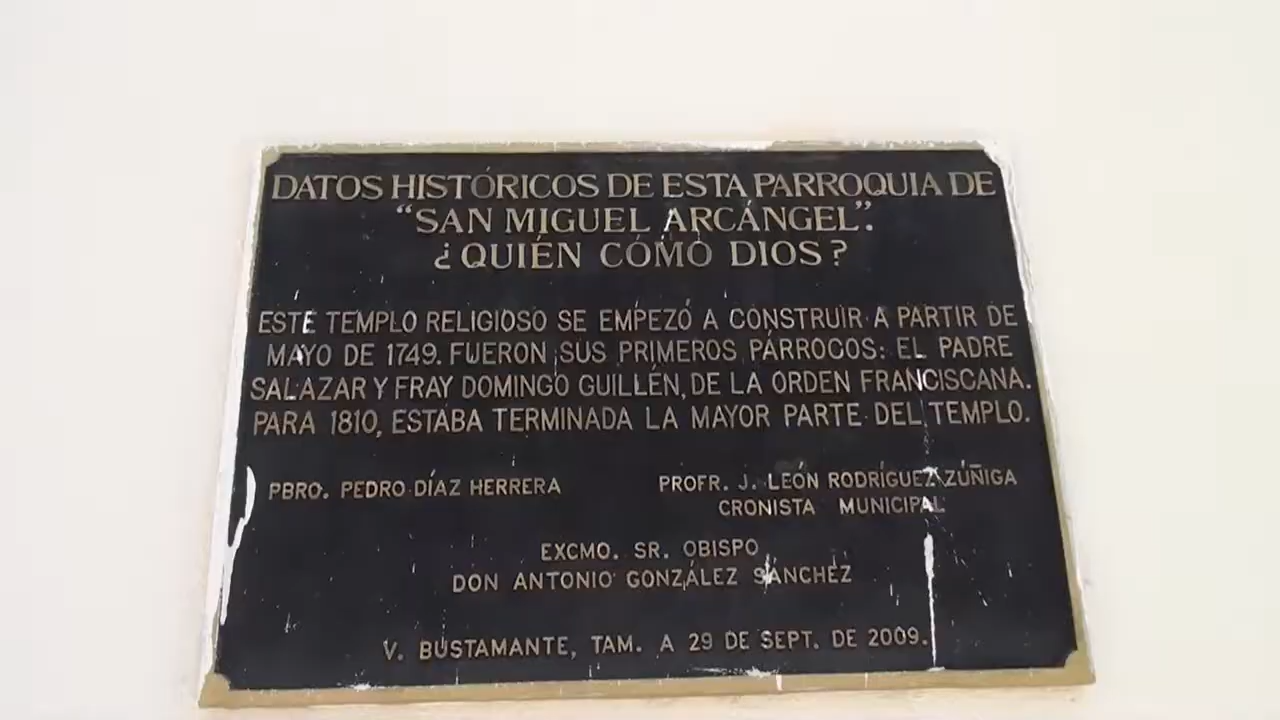 DATOS HISTÓRICOS DE ESTA PARROQUIA DE
“SAN MIGUEL ARCÁNGEL”.
¿QUIÉN CÓMO DIOS?
ESTE TEMPLO RELIGIOSO SE EMPEZÓ A CONSTRUIR A PARTIR DE
MAYO DE 1749. FUERON SUS PRIMEROS PÁRROCOS: EL PADRE
SALAZAR Y FRAY DOMINGO GUILLÉN, DE LA ORDEN FRANCISCANA.
PARA 1810, ESTABA TERMINADA LA MAYOR PARTE DEL TEMPLO.
PBRO. PEDRO DÍAZ HERRERA
PROFR. J. LEÓN RODRÍGUEZ ZÚÑIGA
CRONISTA MUNICIPAL
EXCMO. SR. OBISPO
DON ANTONIO GONZÁLEZ SÁNCHEZ
V. BUSTAMANTE, TAM. A 29 DE SEPT. DE 2009.